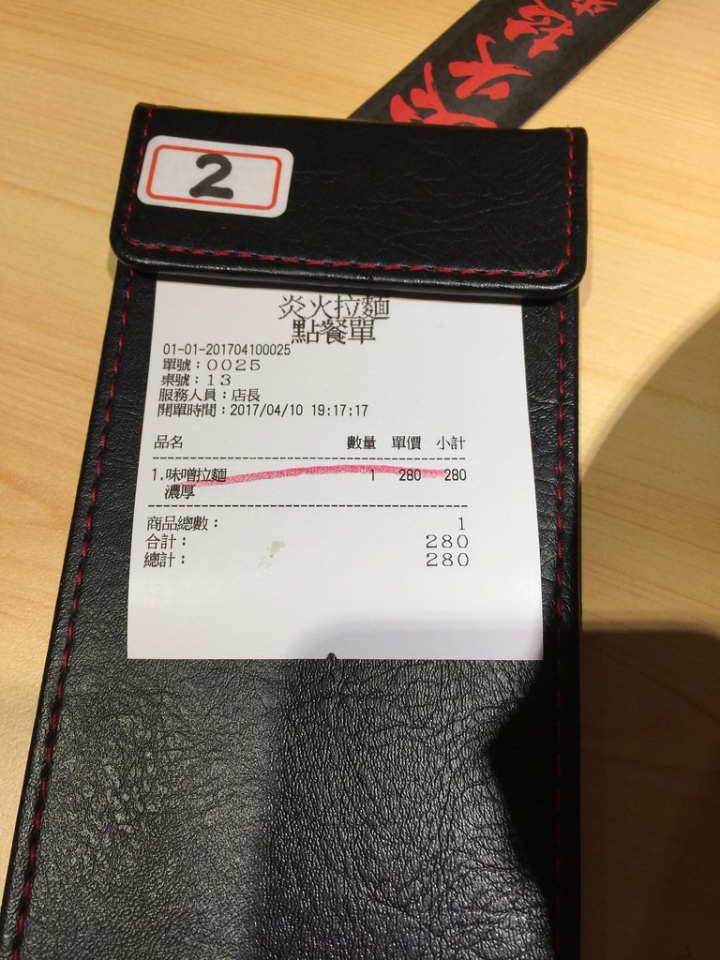 炎火拉
2
炎火拉麵
點餐單
01-01-201704100025
單號：0025
桌號：13
服務人員：店長
開單時間：2017/04/10 19:17:17
品名 數量 單價 小計
1.味噌拉麵 1 280 280
濃厚
商品總數： 1
合計： 280
總計： 280